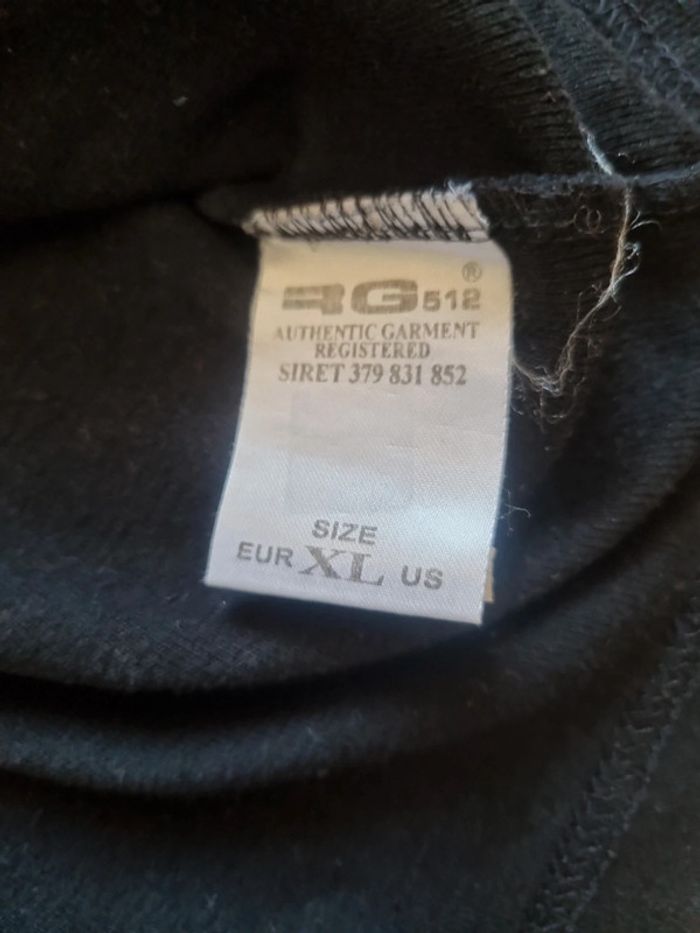 RG512 ®
AUTHENTIC GARMENT
REGISTERED
SIRET 379 831 852
SIZE
EUR XL US